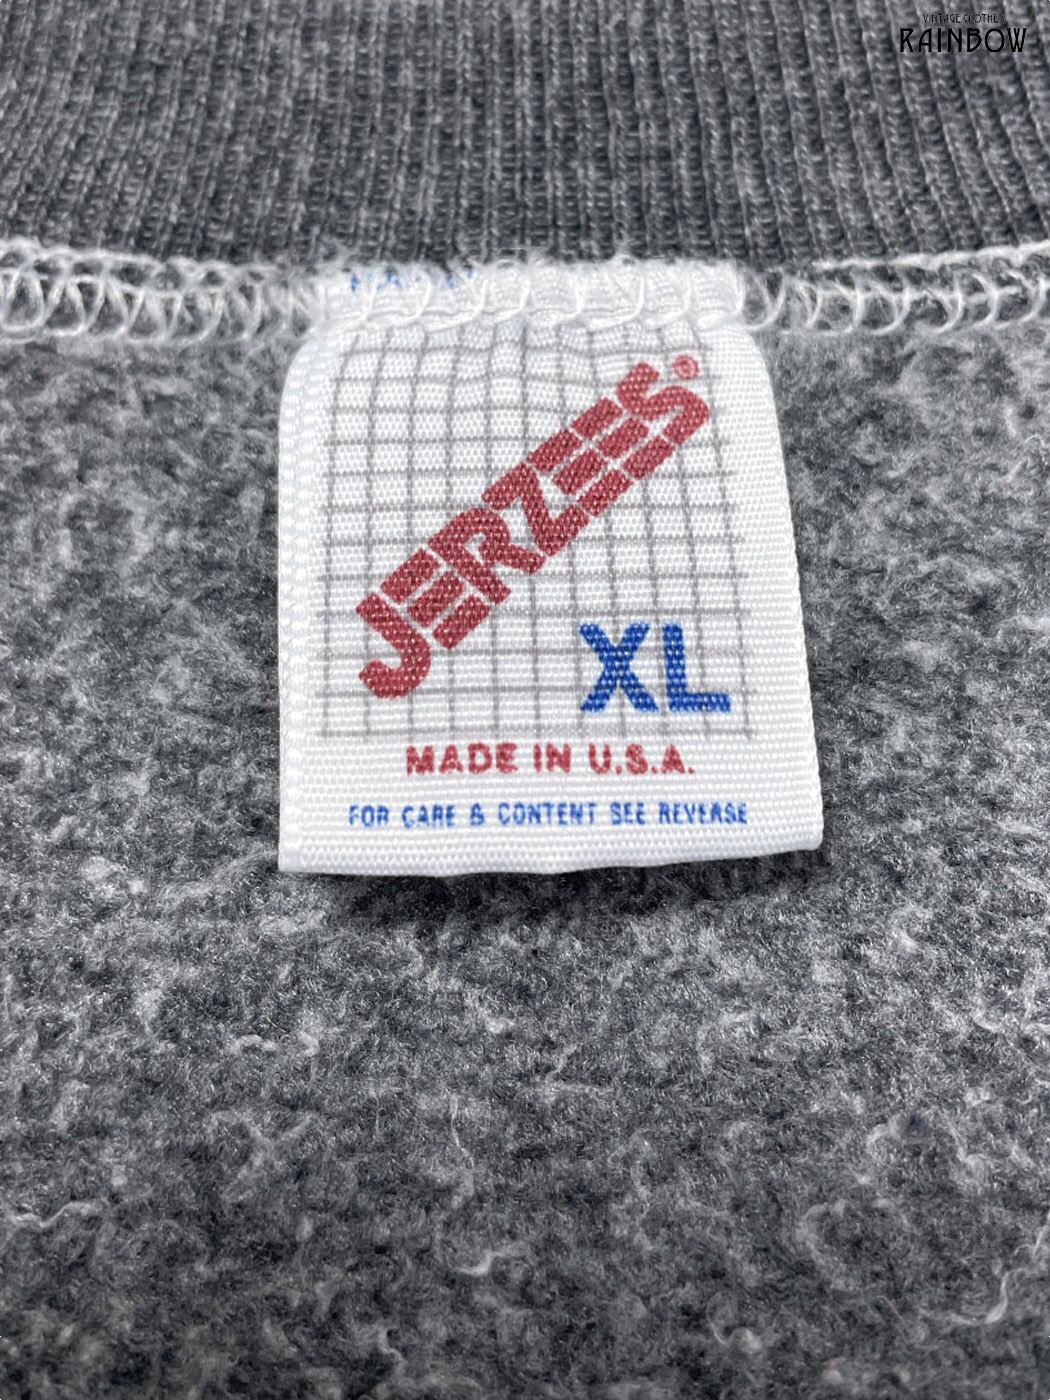 VINTAGE CLOTHES
RAINBOW
JERZEES®
XL
MADE IN U.S.A.
FOR CARE & CONTENT SEE REVERSE